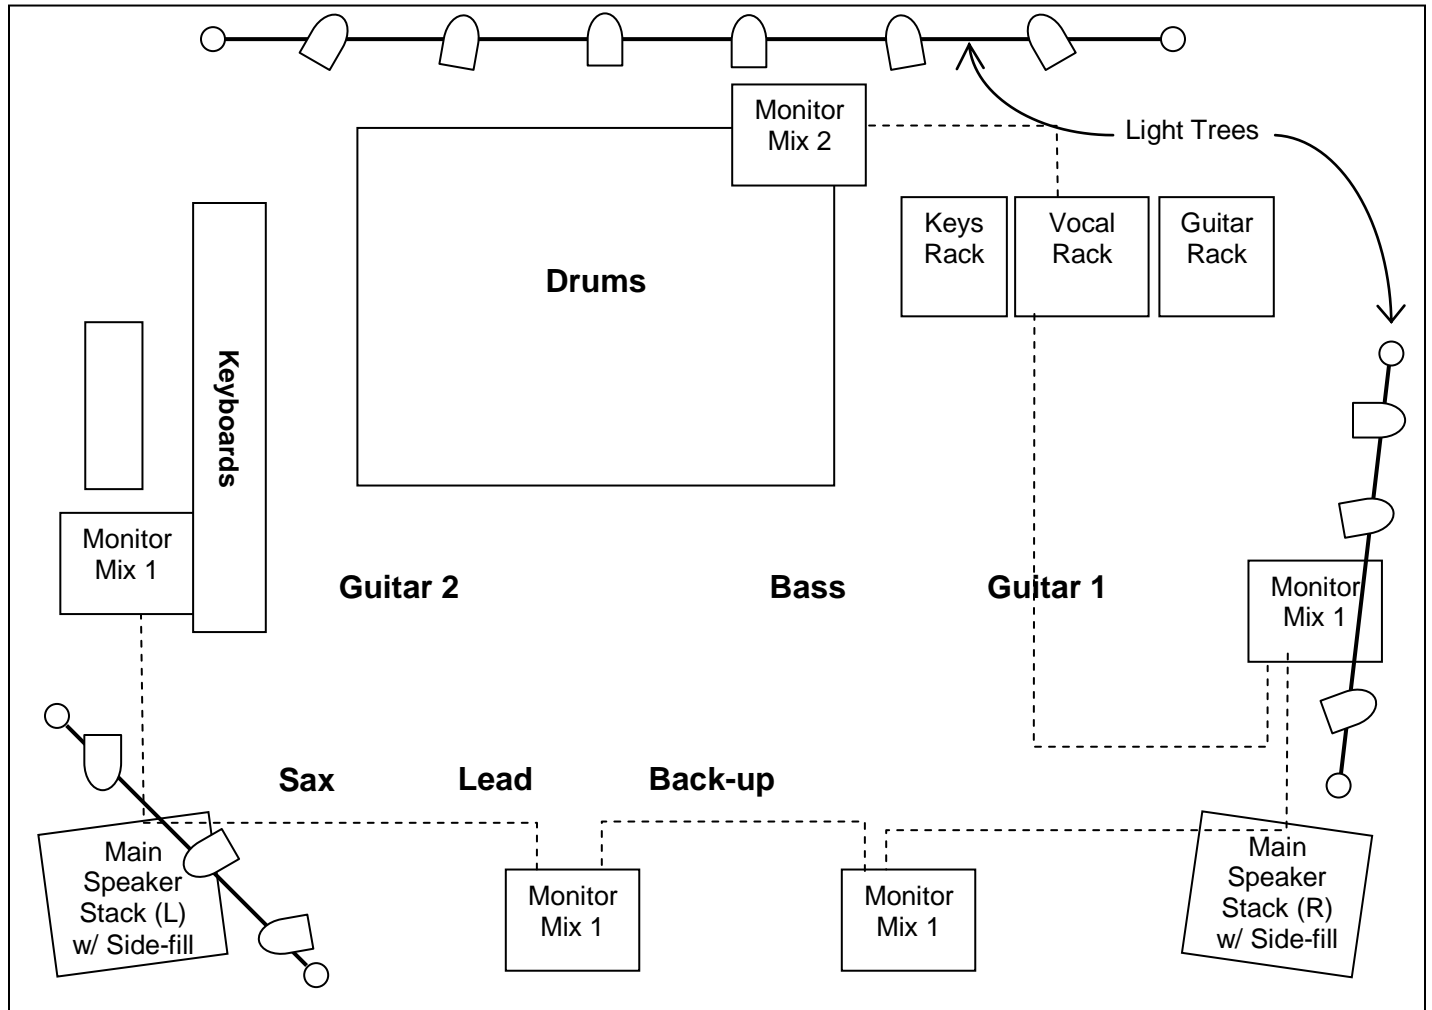 Monitor
Mix 2
Light Trees
Keys
Rack
Vocal
Rack
Guitar
Rack
Drums
Keyboards
Monitor
Mix 1
Guitar 2
Bass
Guitar 1
Monitor
Mix 1
Sax
Lead
Back-up
Main
Speaker
Stack (L)
w/ Side-fill
Monitor
Mix 1
Monitor
Mix 1
Main
Speaker
Stack (R)
w/ Side-fill